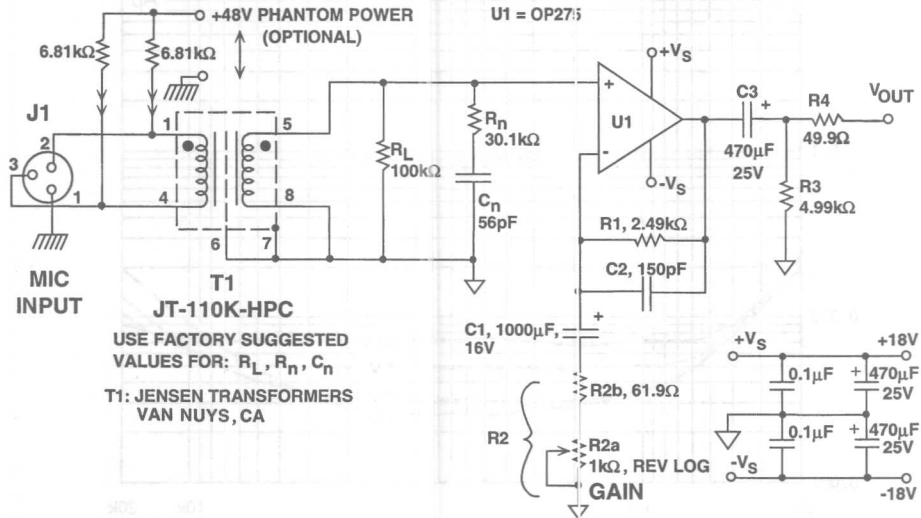 +48V PHANTOM POWER
(OPTIONAL)
U1 = OP275
6.81kΩ
6.81kΩ
+VS
C3
+
R4
VOUT
J1
1
5
Rn
30.1kΩ
+
U1
49.9Ω
2
3
RL
100kΩ
-
470μF
25V
1
4
8
Cn
56pF
-VS
R3
4.99kΩ
6
7
R1, 2.49kΩ
MIC
INPUT
T1
JT-110K-HPC
C2, 150pF
USE FACTORY SUGGESTED
VALUES FOR: RL, Rn, Cn
T1: JENSEN TRANSFORMERS
VAN NUYS, CA
C1, 1000μF,
16V
+
+VS
+18V
0.1μF
+
470μF
25V
R2b, 61.9Ω
R2
0.1μF
+
470μF
25V
R2a
1kΩ, REV LOG
GAIN
-VS
-18V